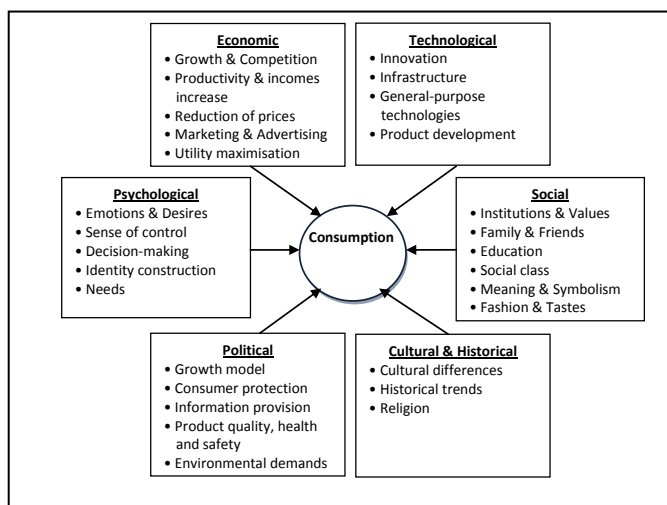 Economic
• Growth & Competition
• Productivity & incomes
increase
• Reduction of prices
• Marketing & Advertising
• Utility maximisation
Technological
• Innovation
• Infrastructure
• General-purpose
technologies
• Product development
Psychological
• Emotions & Desires
• Sense of control
• Decision-making
• Identity construction
• Needs
Consumption
Social
• Institutions & Values
• Family & Friends
• Education
• Social class
• Meaning & Symbolism
• Fashion & Tastes
Political
• Growth model
• Consumer protection
• Information provision
• Product quality, health
and safety
• Environmental demands
Cultural & Historical
• Cultural differences
• Historical trends
• Religion